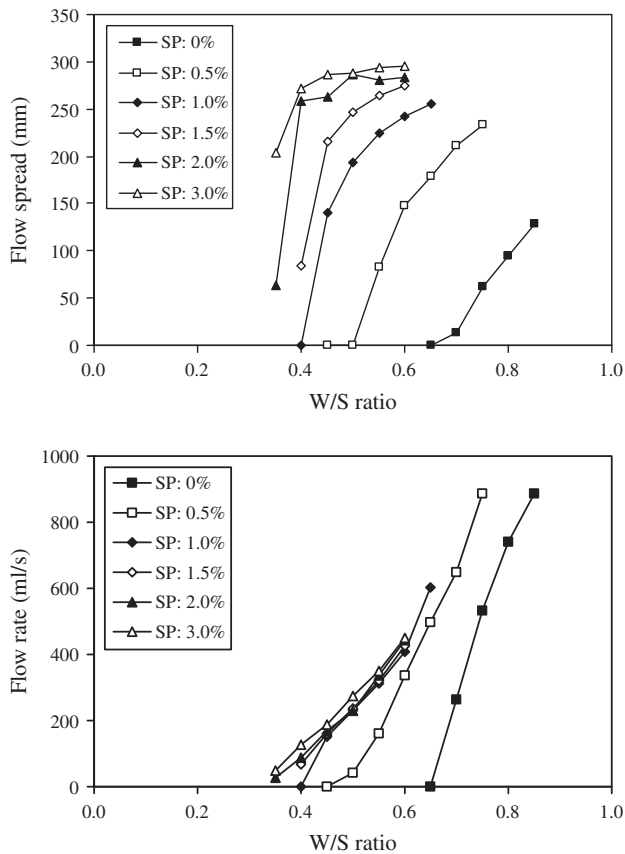 350
300
250
200
150
100
50
0
Flow spread (mm)
SP: 0%
SP: 0.5%
SP: 1.0%
SP: 1.5%
SP: 2.0%
SP: 3.0%
0.0 0.2 0.4 0.6 0.8 1.0
W/S ratio
1000
800
600
400
200
0
Flow rate (ml/s)
SP: 0%
SP: 0.5%
SP: 1.0%
SP: 1.5%
SP: 2.0%
SP: 3.0%
0.0 0.2 0.4 0.6 0.8 1.0
W/S ratio